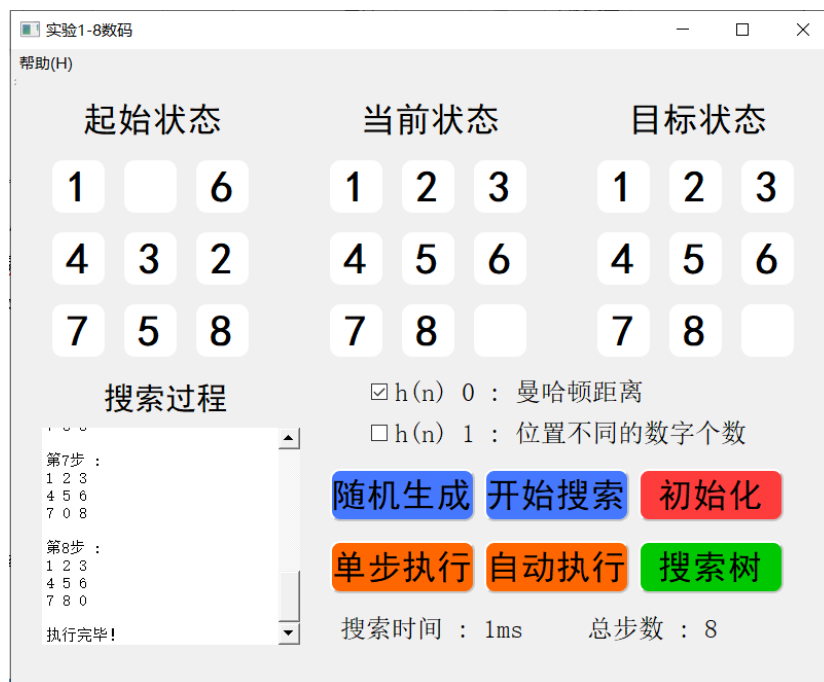 实验1-8数码
帮助(H)
起始状态 当前状态 目标状态
1 6 1 2 3 1 2 3
4 3 2 4 5 6 4 5 6
7 5 8 7 8 7 8
搜索过程
h(n) 0 : 曼哈顿距离
h(n) 1 : 位置不同的数字个数
第7步 :
1 2 3
4 5 6
7 0 8
第8步 :
1 2 3
4 5 6
7 8 0
执行完毕!
随机生成 开始搜索 初始化
单步执行 自动执行 搜索树
搜索时间 : 1ms 总步数 : 8